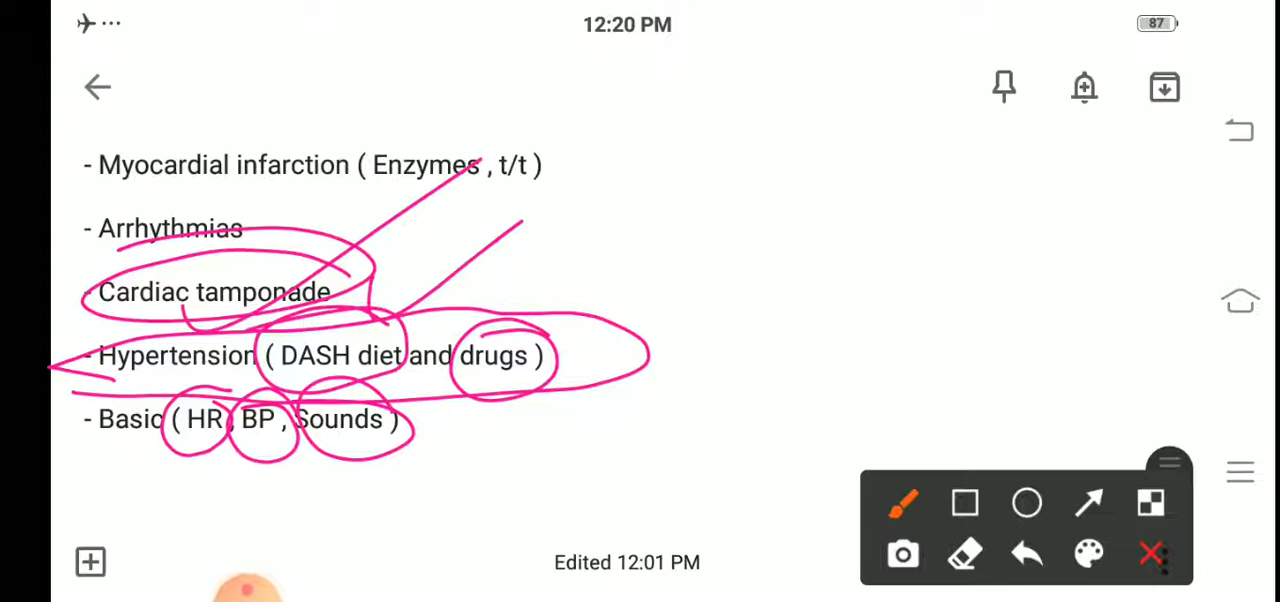 12:20 PM
87
- Myocardial infarction ( Enzymes , t/t )
- Arrhythmias
- Cardiac tamponade
- Hypertension ( DASH diet and drugs )
- Basic ( HR , BP , Sounds )
Edited 12:01 PM